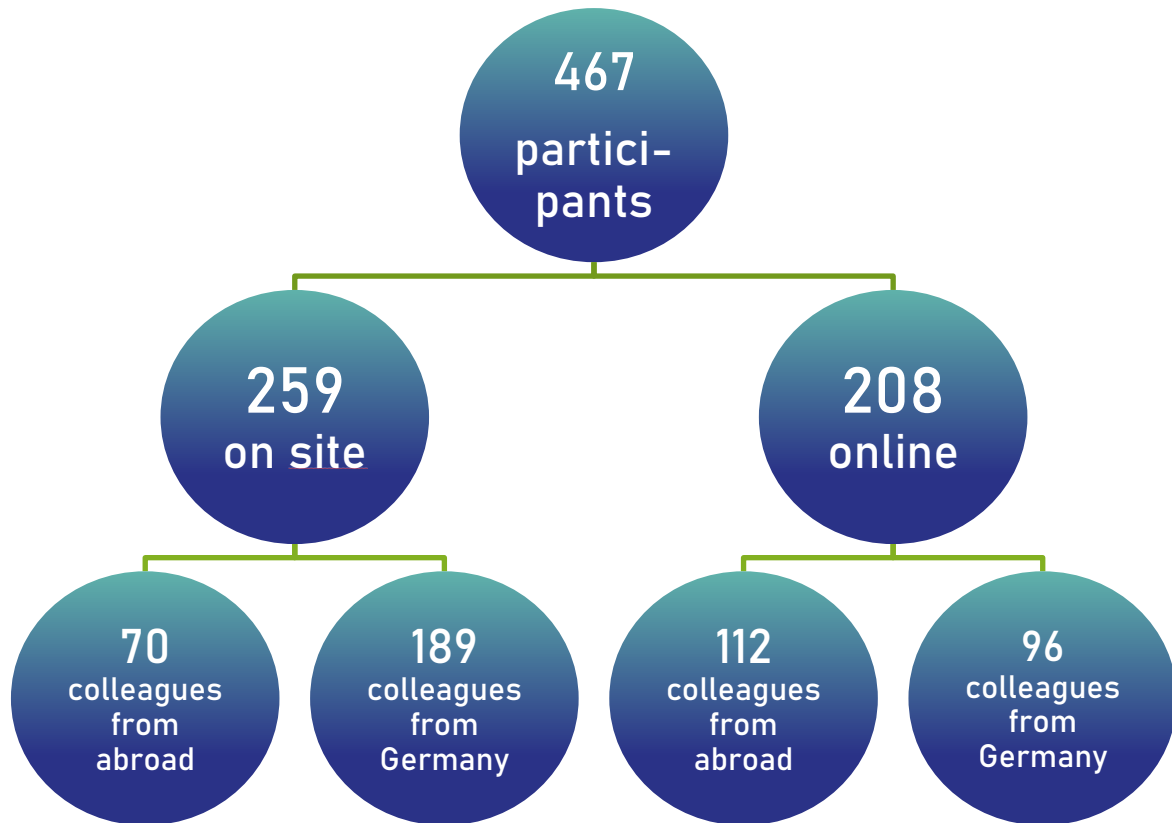 467
partici-
pants
259
on site
208
online
70
colleagues
from
abroad
189
colleagues
from
Germany
112
colleagues
from
abroad
96
colleagues
from
Germany